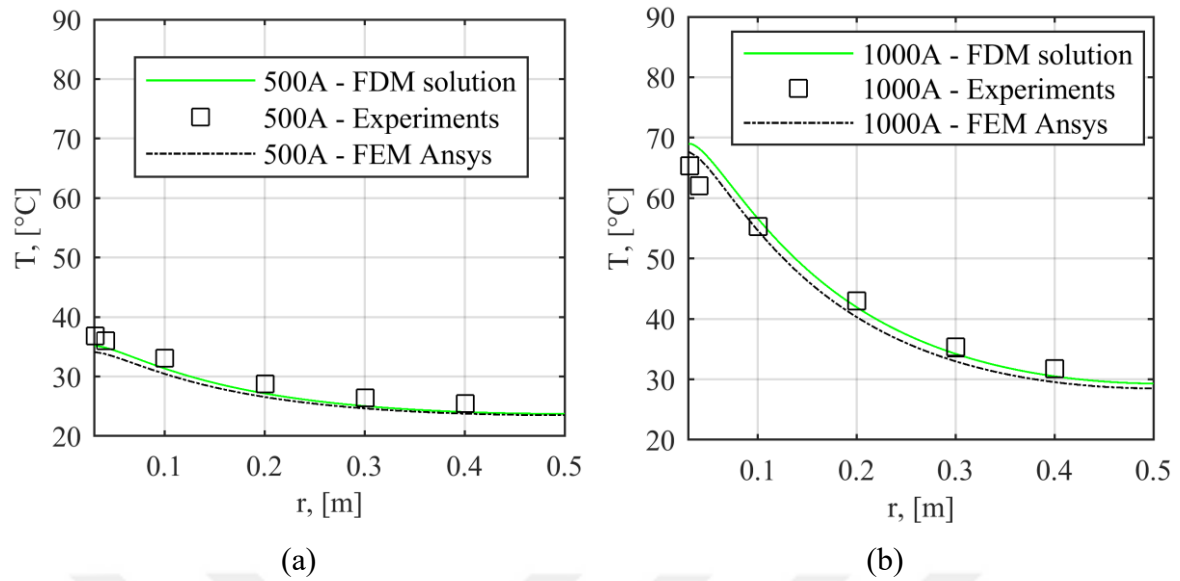 90
80
70
60
50
40
30
20
T, [°C]
500A - FDM solution
500A - Experiments
500A - FEM Ansys
0.1 0.2 0.3 0.4 0.5
r, [m]
(a)
90
80
70
60
50
40
30
20
T, [°C]
1000A - FDM solution
1000A - Experiments
1000A - FEM Ansys
0.1 0.2 0.3 0.4 0.5
r, [m]
(b)